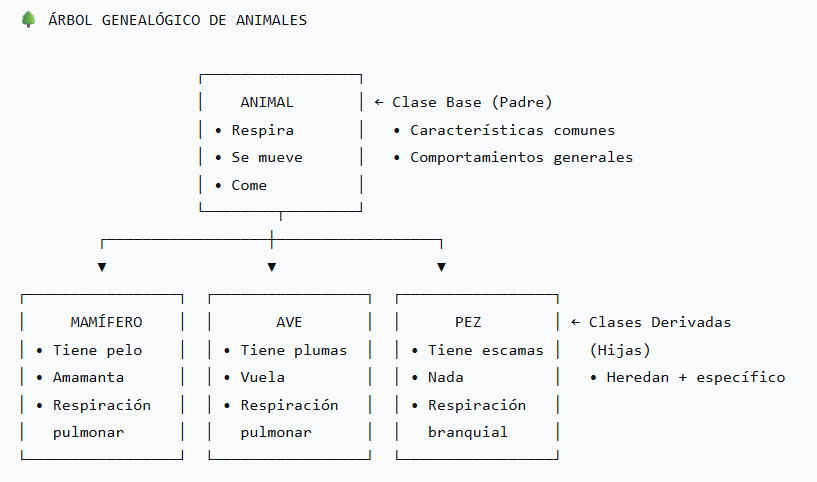 🌳 ÁRBOL GENEALÓGICO DE ANIMALES
ANIMAL ← Clase Base (Padre)
• Respira • Características comunes
• Se mueve • Comportamientos generales
• Come
MAMÍFERO AVE PEZ ← Clases Derivadas
• Tiene pelo • Tiene plumas • Tiene escamas (Hijas)
• Amamanta • Vuela • Nada • Heredan + específico
• Respiración • Respiración • Respiración
pulmonar pulmonar branquial